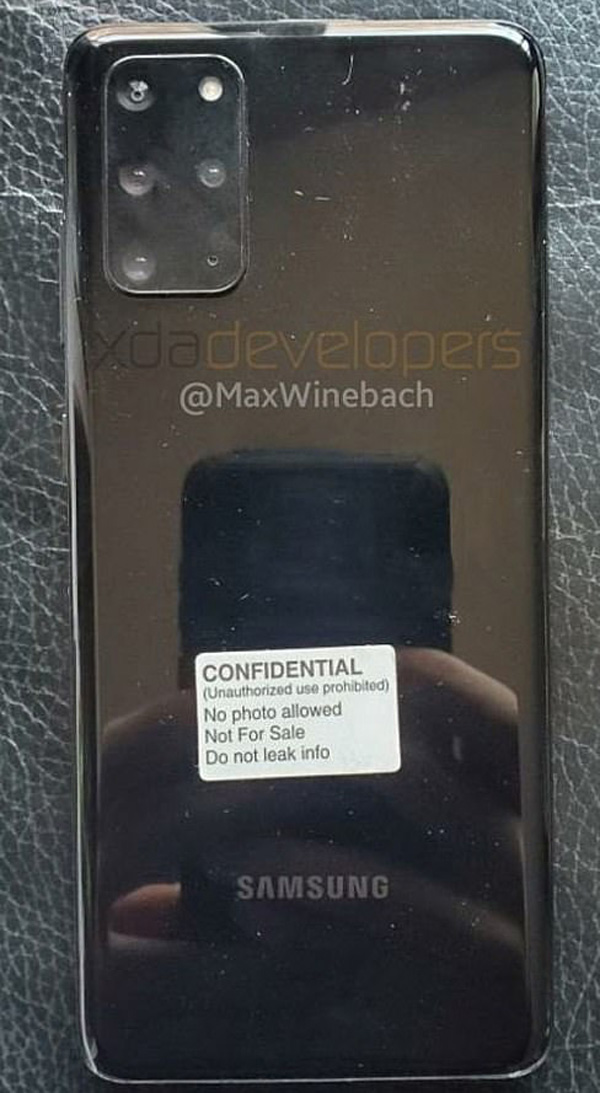 xdadevelopers
@MaxWinebach
CONFIDENTIAL
(Unauthorized use prohibited)
No photo allowed
Not For Sale
Do not leak info
SAMSUNG